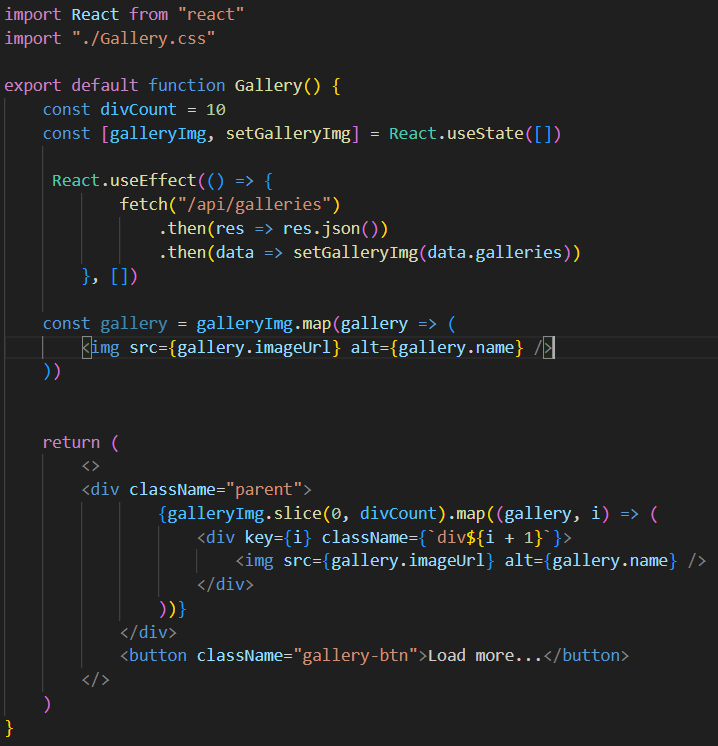 import React from "react"
import "./Gallery.css"

export default function Gallery() {
    const divCount = 10
    const [galleryImg, setGalleryImg] = React.useState([])

     React.useEffect(() => {
            fetch("/api/galleries")
                .then(res => res.json())
                .then(data => setGalleryImg(data.galleries))
        }, [])

    const gallery = galleryImg.map(gallery => (
        <img src={gallery.imageUrl} alt={gallery.name} />
    ))


    return (
        <>
        <div className="parent">
                {galleryImg.slice(0, divCount).map((gallery, i) => (
                    <div key={i} className={`div${i + 1}`}>
                        <img src={gallery.imageUrl} alt={gallery.name} />
                    </div>
                ))}
            </div>
            <button className="gallery-btn">Load more...</button>
        </>
    )
}